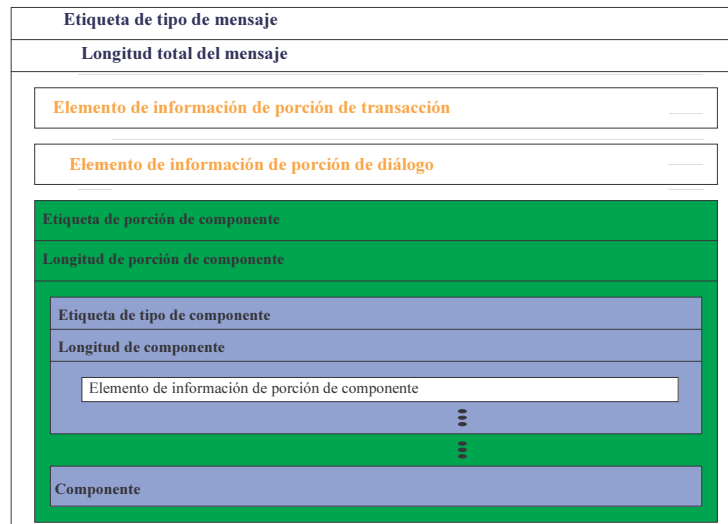 Etiqueta de tipo de mensaje
Longitud total del mensaje
Elemento de información de porción de transacción
Elemento de información de porción de diálogo
Etiqueta de porción de componente
Longitud de porción de componente
Etiqueta de tipo de componente
Longitud de componente
Elemento de información de porción de componente
Componente